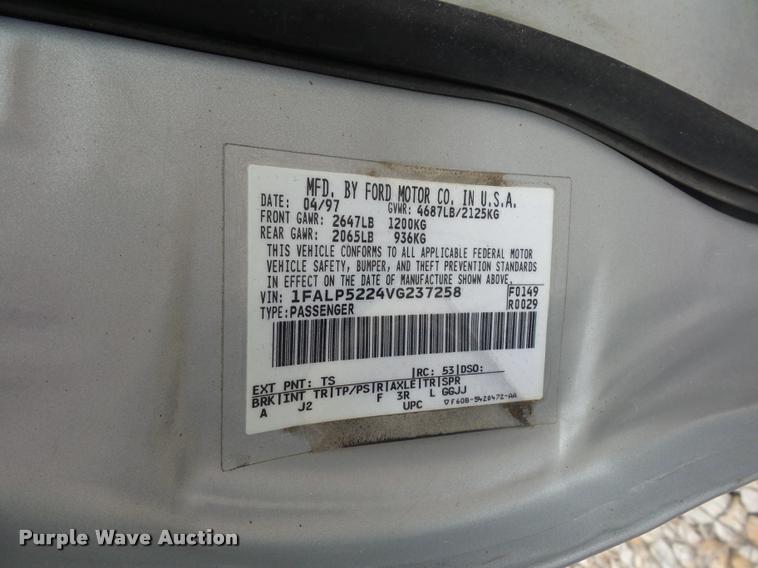 MFD. BY FORD MOTOR CO. IN U.S.A.
DATE: 04/97 GVWR: 4687LB/2125KG
FRONT GAWR: 2647LB 1200KG
REAR GAWR: 2065LB 936KG
THIS VEHICLE CONFORMS TO ALL APPLICABLE FEDERAL MOTOR
VEHICLE SAFETY, BUMPER, AND THEFT PREVENTION STANDARDS
IN EFFECT ON THE DATE OF MANUFACTURE SHOWN ABOVE.
VIN: 1FALP5224VG237258 F0149
TYPE: PASSENGER R0029
EXT PNT: TS |RC: 53|DSO:
BRK|INT TR|TP/PS|R|AXLE|TR|SPR
A J2 F 3R L GGJJ
UPC ▽F60B-5420472-AA
Purple Wave Auction